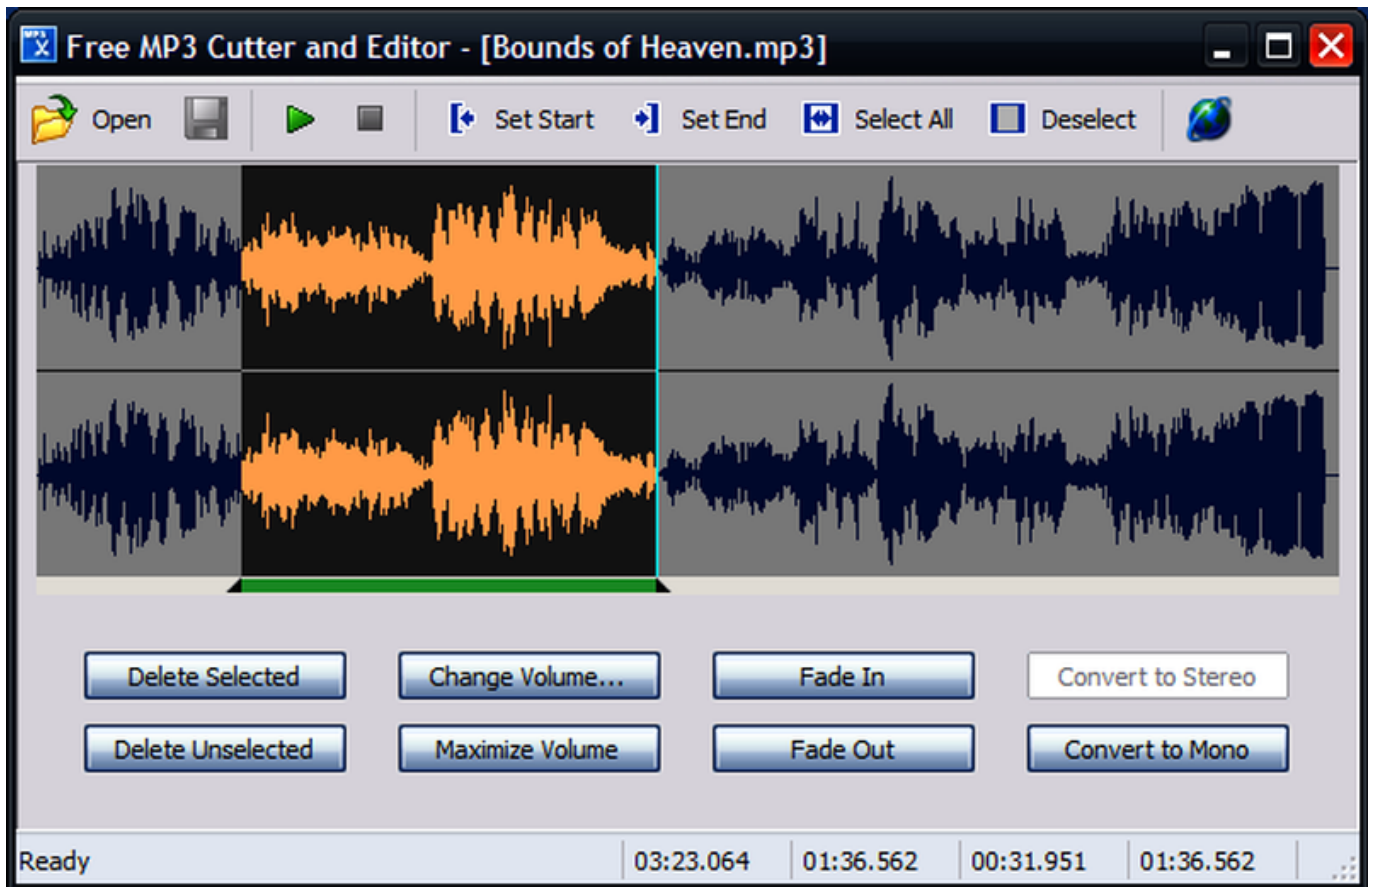 MP3
X
Free MP3 Cutter and Editor - [Bounds of Heaven.mp3]
Open Set Start Set End Select All Deselect
Delete Selected Change Volume... Fade In Convert to Stereo
Delete Unselected Maximize Volume Fade Out Convert to Mono
Ready 03:23.064 01:36.562 00:31.951 01:36.562